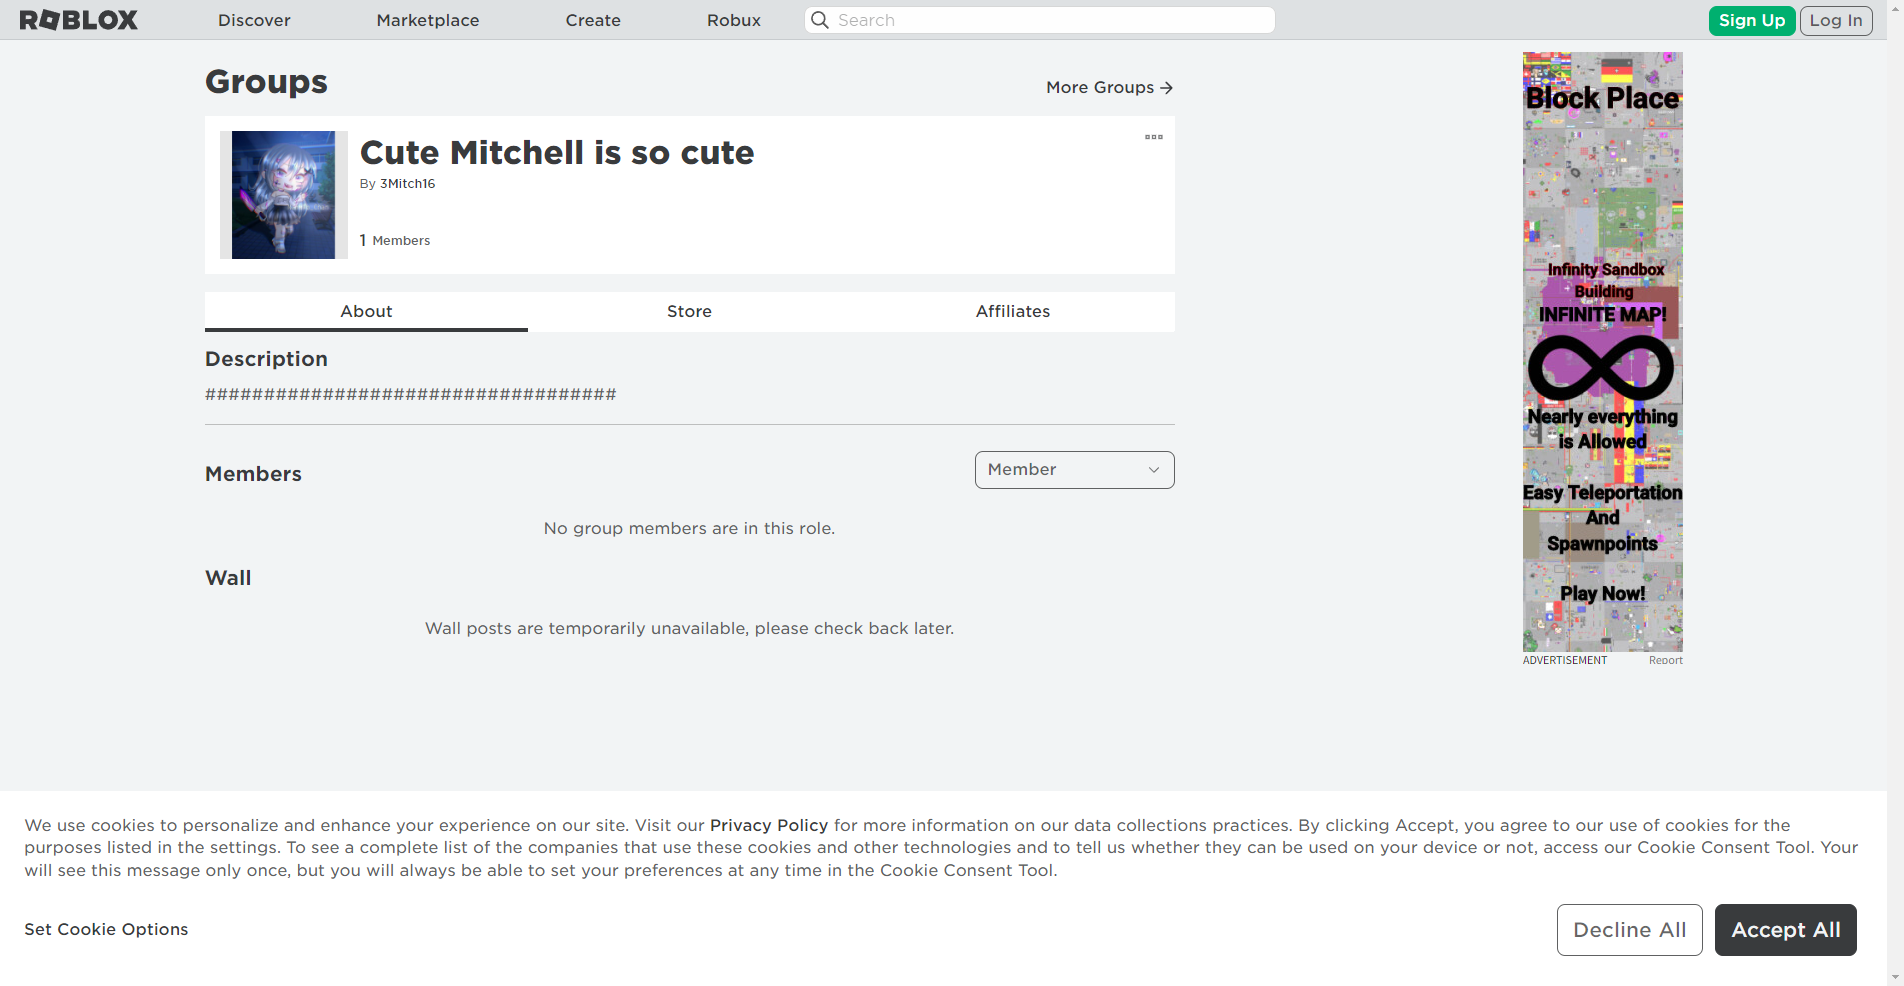 ROBLOX
Discover
Marketplace
Create
Robux
Search
Sign Up
Log In
Groups
More Groups →
Cute Mitchell is so cute
By 3Mitch16
1 Members
About
Store
Affiliates
Description
###################################
Members
Member
No group members are in this role.
Wall
Wall posts are temporarily unavailable, please check back later.
Block Place
Infinity Sandbox
Building
INFINITE MAP!
Nearly everything
is Allowed
Easy Teleportation
And
Spawnpoints
Play Now!
ADVERTISEMENT
Report
We use cookies to personalize and enhance your experience on our site. Visit our Privacy Policy for more information on our data collections practices. By clicking Accept, you agree to our use of cookies for the
purposes listed in the settings. To see a complete list of the companies that use these cookies and other technologies and to tell us whether they can be used on your device or not, access our Cookie Consent Tool. Your
will see this message only once, but you will always be able to set your preferences at any time in the Cookie Consent Tool.
Set Cookie Options
Decline All
Accept All